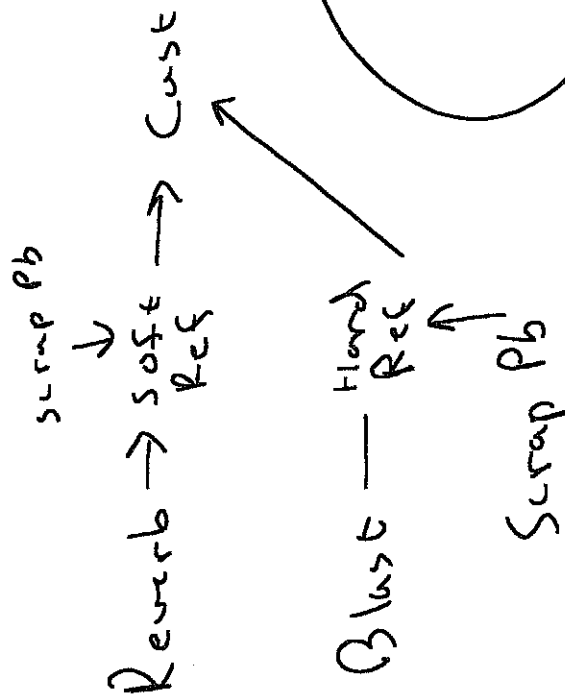 scrap Pb
Reverb → Soft Ref → Cast
Blast — Hard Ref
Scrap Pb